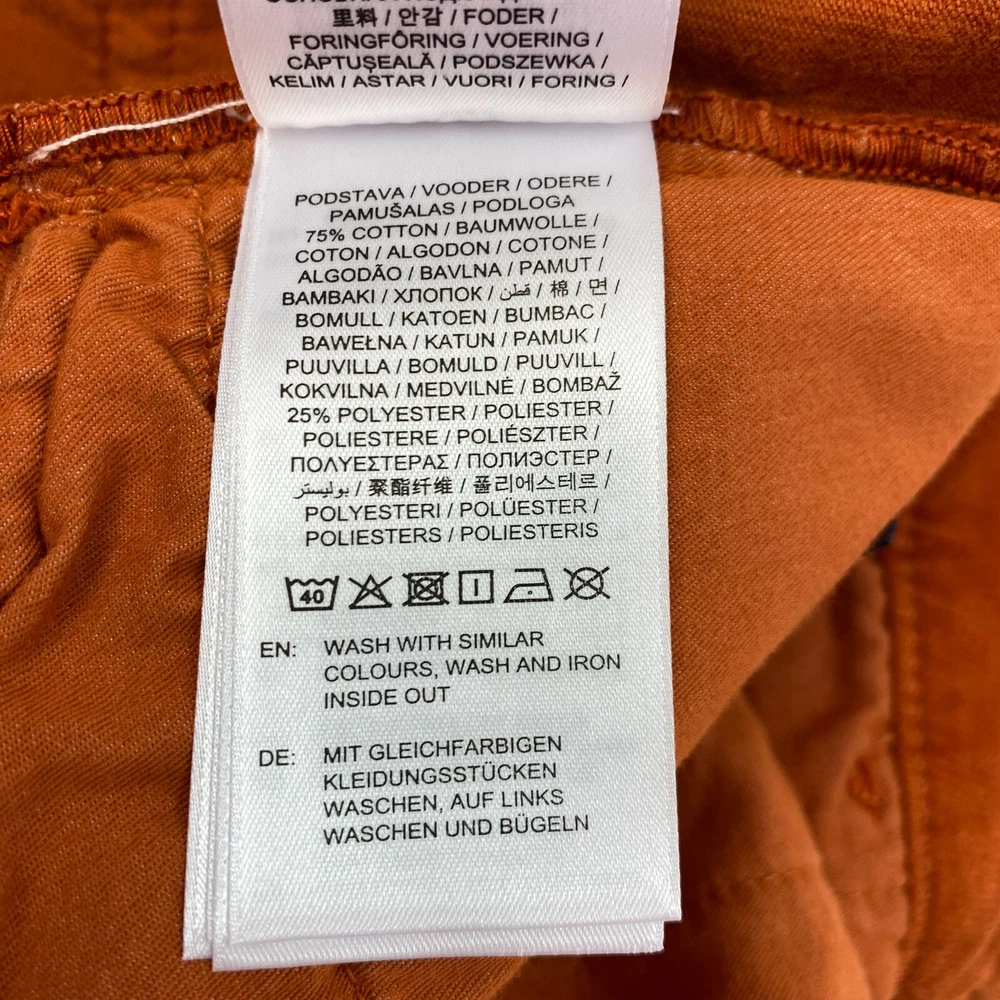 里料 / 안감 / FODER /
FORINGFÔRING / VOERING /
CĂPTUȘEALĂ / PODSZEWKA /
KELIM / ASTAR / VUORI / FORING /
PODSTAVA / VOODER / ODERE /
PAMUŠALAS / PODLOGA
75% COTTON / BAUMWOLLE /
COTON / ALGODON / COTONE /
ALGODÃO / BAVLNA / PAMUT /
BAMBAKI / ХЛОПОК / قطن / 棉 / 면 /
BOMULL / KATOEN / BUMBAC /
BAWEŁNA / KATUN / PAMUK /
PUUVILLA / BOMULD / PUUVILL /
KOKVILNA / MEDVILNĖ / BOMBAŽ
25% POLYESTER / POLIESTER /
POLIESTERE / POLIÉSZTER /
ΠΟΛΥΕΣΤΕΡΑΣ / ПОЛИЭСТЕР /
بوليستر / 聚酯纤维 / 폴리에스테르 /
POLYESTERI / POLÜESTER /
POLIESTERS / POLIESTERIS
40
EN: WASH WITH SIMILAR
COLOURS, WASH AND IRON
INSIDE OUT
DE: MIT GLEICHFARBIGEN
KLEIDUNGSSTÜCKEN
WASCHEN, AUF LINKS
WASCHEN UND BÜGELN